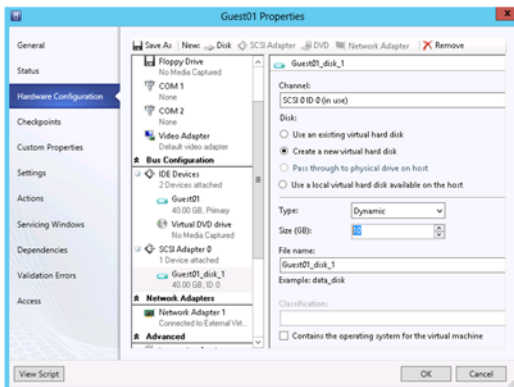 Guest01 Properties
General
Status
Hardware Configuration
Checkpoints
Custom Properties
Settings
Actions
Servicing Windows
Dependencies
Validation Errors
Access
Save As New: Disk SCSI Adapter DVD Network Adapter Remove
Floppy Drive
No Media Captured
COM 1
None
COM 2
None
Video Adapter
Default video adapter
Bus Configuration
IDE Devices
2 Devices attached
Guest01
40.00 GB, Primary
Virtual DVD drive
No Media Captured
SCSI Adapter 0
1 Device attached
Guest01_disk_1
40.00 GB, ID 0
Network Adapters
Network Adapter 1
Connected to External Virt...
Advanced
Guest01_disk_1
Channel:
SCSI 0 ID 0 (in use)
Disk:
Use an existing virtual hard disk
Create a new virtual hard disk
Pass through to physical drive on host
Use a local virtual hard disk available on the host
Type: Dynamic
Size (GB):
File name:
Guest01_disk_1
Example: data_disk
Classification:
Contains the operating system for the virtual machine
View Script
OK
Cancel